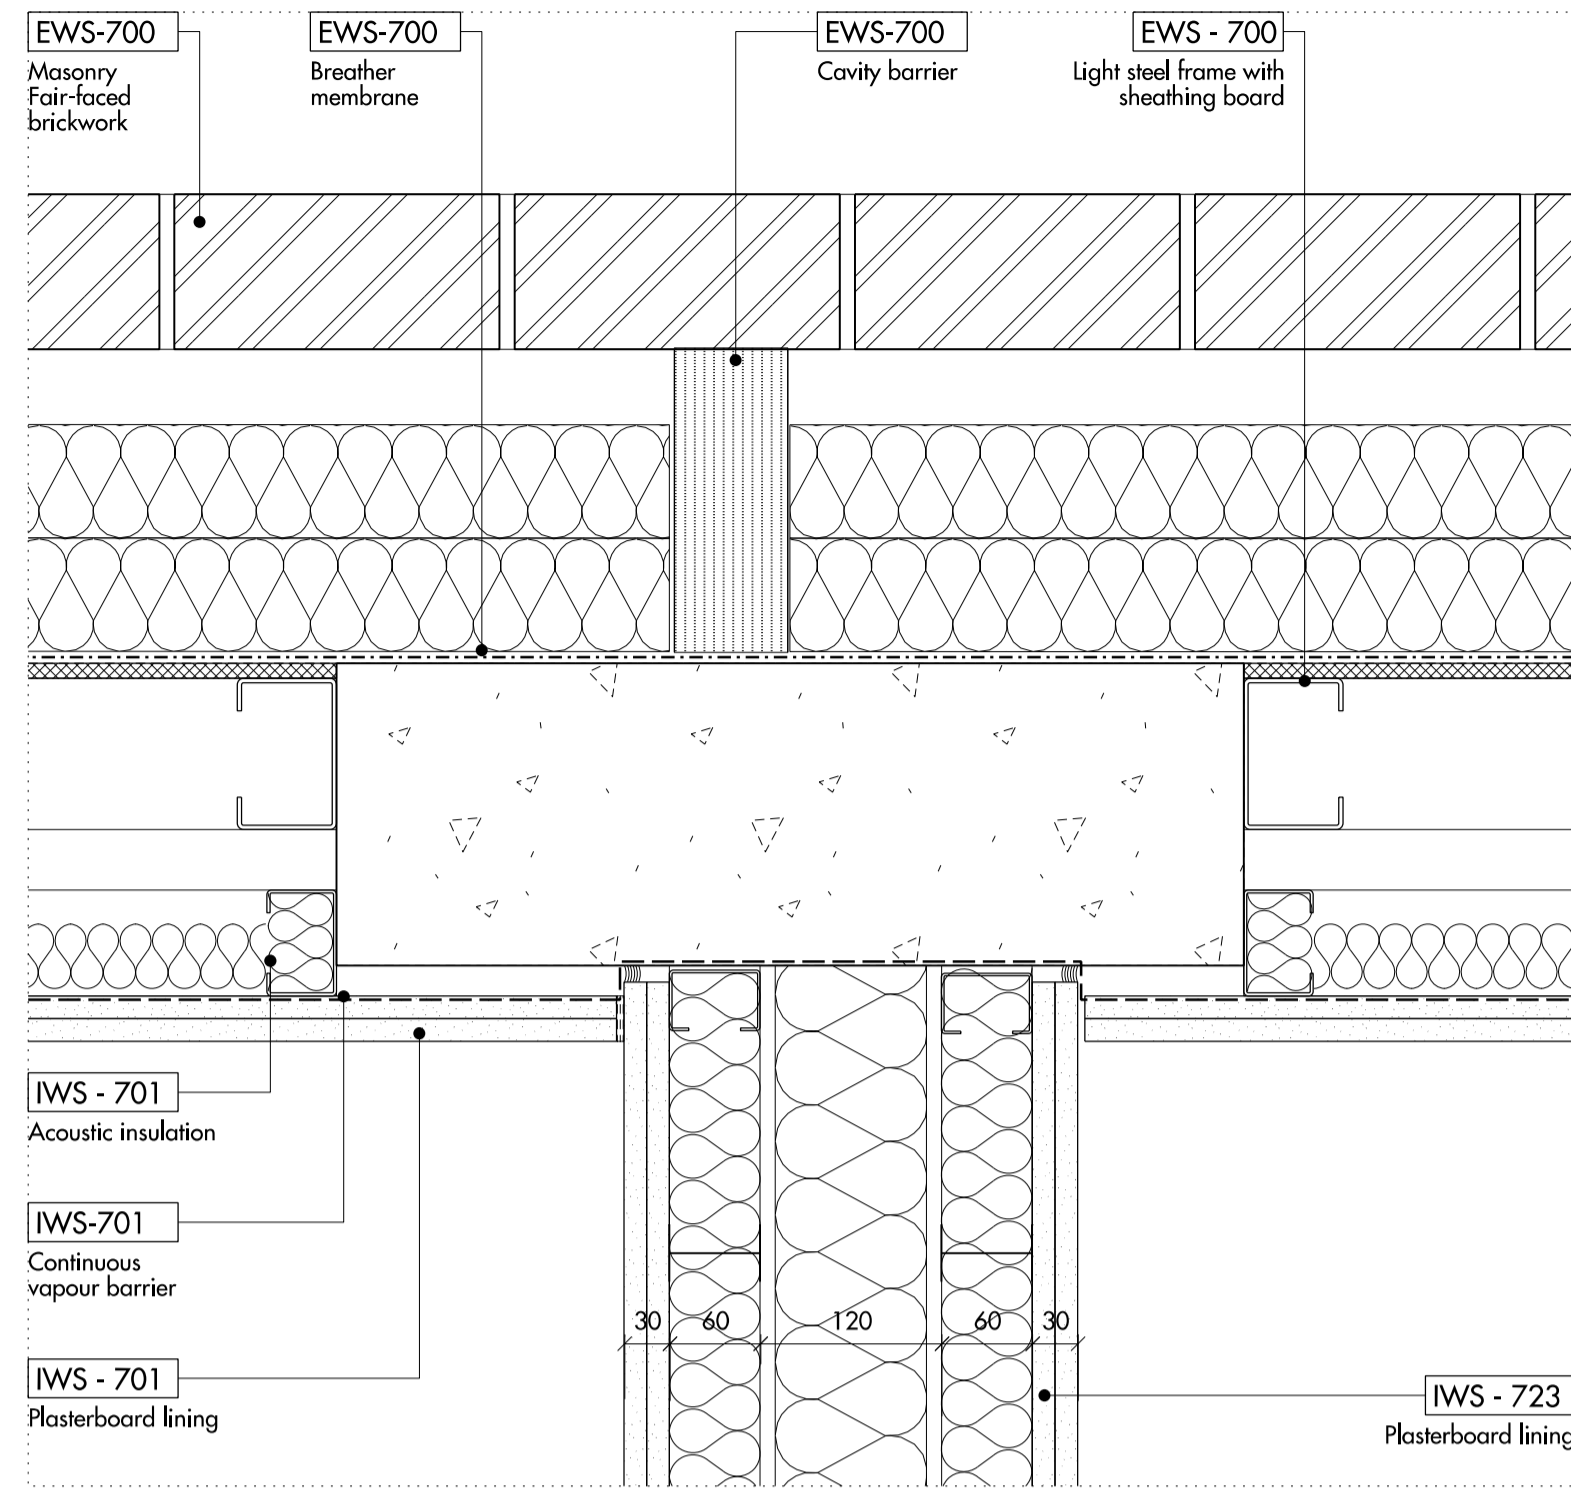 EWS-700
Masonry
Fair-faced
brickwork
EWS-700
Breather
membrane
EWS-700
Cavity barrier
EWS - 700
Light steel frame with
sheathing board
IWS - 701
Acoustic insulation
IWS-701
Continuous
vapour barrier
IWS - 701
Plasterboard lining
30 60 120 60 30
IWS - 723
Plasterboard lining